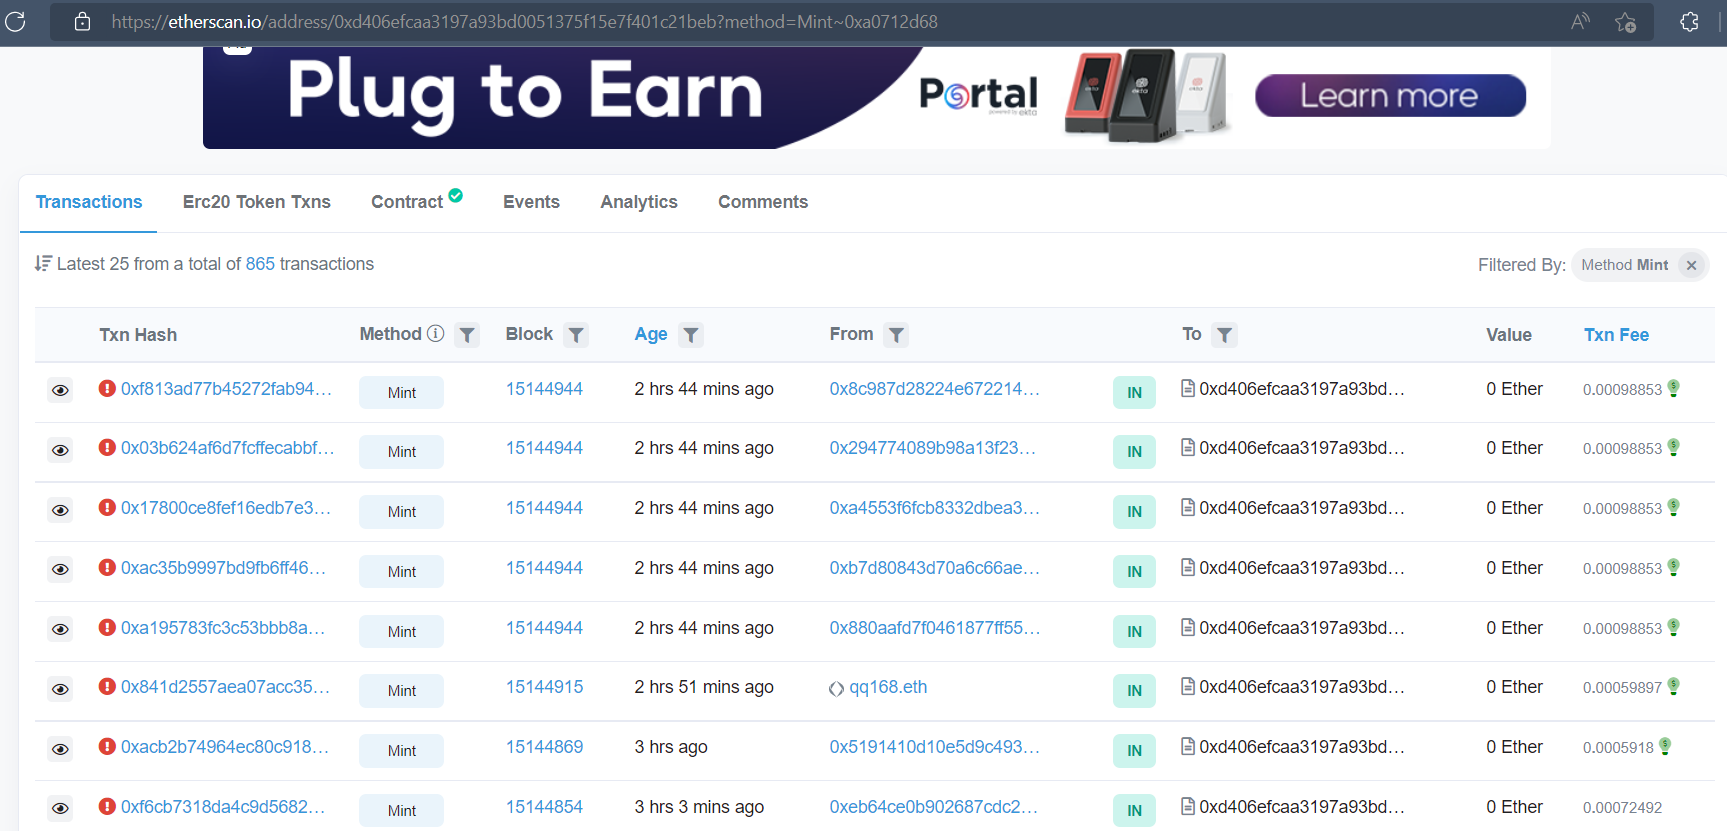 https://etherscan.io/address/0xd406efcaa3197a93bd0051375f15e7f401c21beb?method=Mint~0xa0712d68
Plug to Earn
Portal
powered by ekta
ekta
ekta
ekta
Learn more
Transactions Erc20 Token Txns Contract Events Analytics Comments
Latest 25 from a total of 865 transactions
Filtered By: Method Mint
Txn Hash Method Block Age From To Value Txn Fee
0xf813ad77b45272fab94... Mint 15144944 2 hrs 44 mins ago 0x8c987d28224e672214... IN 0xd406efcaa3197a93bd... 0 Ether 0.00098853
0x03b624af6d7fcffecabbf... Mint 15144944 2 hrs 44 mins ago 0x294774089b98a13f23... IN 0xd406efcaa3197a93bd... 0 Ether 0.00098853
0x17800ce8fef16edb7e3... Mint 15144944 2 hrs 44 mins ago 0xa4553f6fcb8332dbea3... IN 0xd406efcaa3197a93bd... 0 Ether 0.00098853
0xac35b9997bd9fb6ff46... Mint 15144944 2 hrs 44 mins ago 0xb7d80843d70a6c66ae... IN 0xd406efcaa3197a93bd... 0 Ether 0.00098853
0xa195783fc3c53bbb8a... Mint 15144944 2 hrs 44 mins ago 0x880aafd7f0461877ff55... IN 0xd406efcaa3197a93bd... 0 Ether 0.00098853
0x841d2557aea07acc35... Mint 15144915 2 hrs 51 mins ago qq168.eth IN 0xd406efcaa3197a93bd... 0 Ether 0.00059897
0xacb2b74964ec80c918... Mint 15144869 3 hrs ago 0x5191410d10e5d9c493... IN 0xd406efcaa3197a93bd... 0 Ether 0.0005918
0xf6cb7318da4c9d5682... Mint 15144854 3 hrs 3 mins ago 0xeb64ce0b902687cdc2... IN 0xd406efcaa3197a93bd... 0 Ether 0.00072492